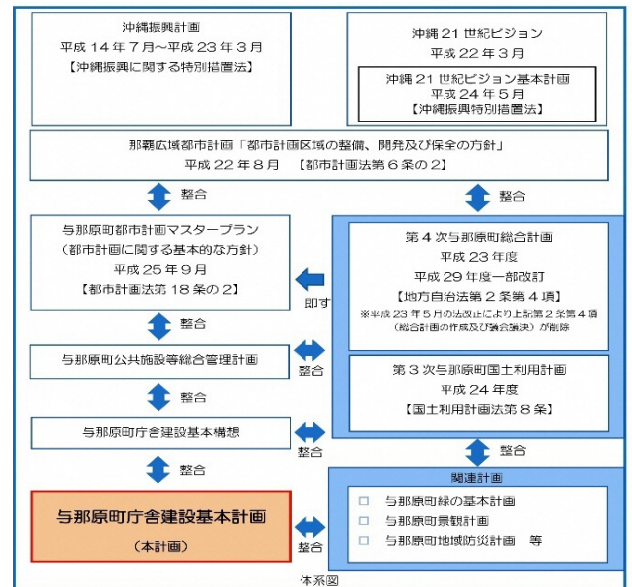 沖縄振興計画
平成14年7月～平成23年3月
【沖縄振興に関する特別措置法】
沖縄21世紀ビジョン
平成22年3月
沖縄21世紀ビジョン基本計画
平成24年5月
【沖縄振興特別措置法】
那覇広域都市計画「都市計画区域の整備、開発及び保全の方針」
平成22年8月 【都市計画法第6条の2】
整合
整合
与那原町都市計画マスタープラン
（都市計画に関する基本的な方針）
平成25年9月
【都市計画法第18条の2】
即す
第4次与那原町総合計画
平成23年度
平成29年度一部改訂
【地方自治法第2条第4項】
※平成23年5月の法改正により上記第2条第4項
（総合計画の作成及び議会議決）が削除
整合
与那原町公共施設等総合管理計画
整合
第3次与那原町国土利用計画
平成24年度
【国土利用計画法第8条】
整合
与那原町庁舎建設基本構想
整合
整合
整合
与那原町庁舎建設基本計画
（本計画）
整合
関連計画
□ 与那原町緑の基本計画
□ 与那原町景観計画
□ 与那原町地域防災計画 等
体系図